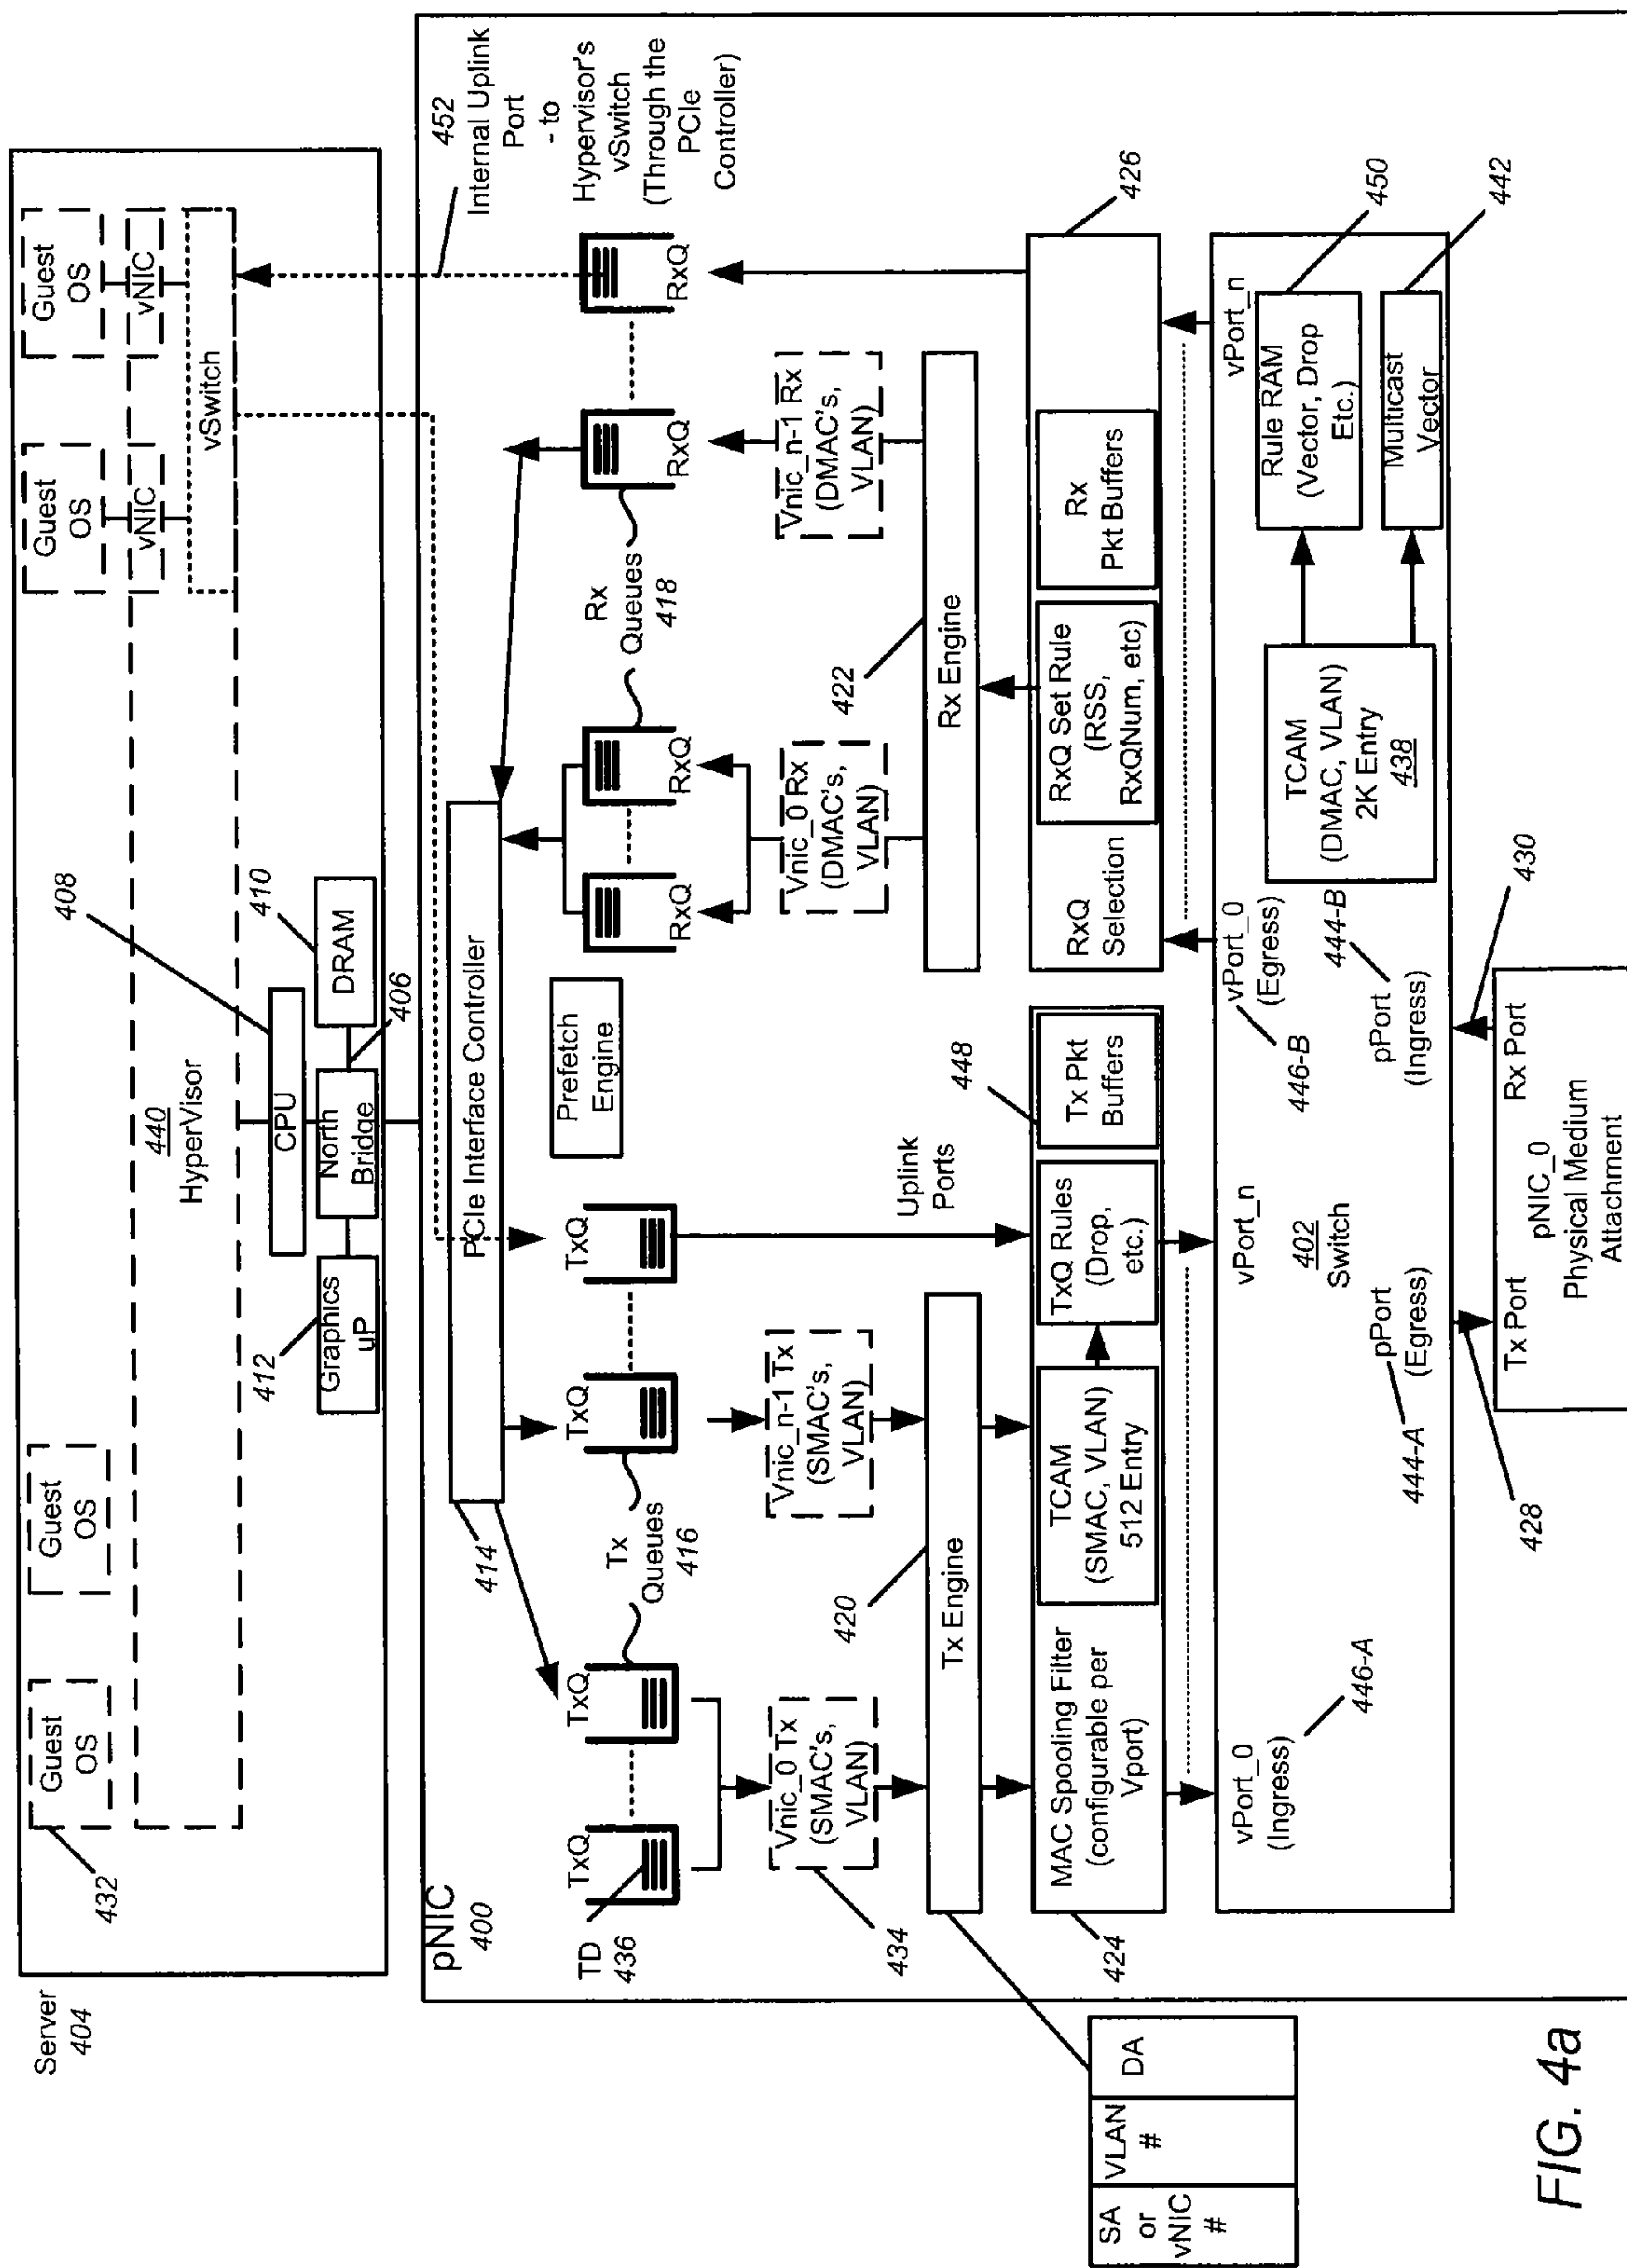 Server
404
432
Guest
OS
Guest
OS
Guest
OS
Guest
OS
vNIC
vNIC
vSwitch
440
HyperVisor
408
CPU
410
DRAM
406
North
Bridge
412
Graphics
uP
pNIC
400
452
Internal Uplink
Port
- to
Hypervisor's
vSwitch
(Through the
PCIe
Controller)
414
PCIe Interface Controller
TD
436
TxQ
TxQ
Tx
Queues
416
TxQ
TxQ
Prefetch
Engine
RxQ
RxQ
Rx
Queues
418
RxQ
RxQ
434
Vnic_0 Tx
(SMAC's,
VLAN)
Vnic_n-1 Tx
(SMAC's,
VLAN)
Uplink
Ports
Vnic_0 Rx
(DMAC's,
VLAN)
Vnic_n-1 Rx
(DMAC's,
VLAN)
420
Tx Engine
422
Rx Engine
SA
or
vNIC
#
VLAN
#
DA
424
MAC Spooling Filter
(configurable per
Vport)
TCAM
(SMAC, VLAN)
512 Entry
TxQ Rules
(Drop,
etc.)
448
Tx Pkt
Buffers
RxQ
Selection
RxQ Set Rule
(RSS,
RxQNum, etc)
Rx
Pkt Buffers
426
vPort_0
(Ingress)
446-A
vPort_n
402
Switch
446-B
vPort_0
(Egress)
vPort_n
444-B
pPort
(Ingress)
444-A
pPort
(Egress)
TCAM
(DMAC, VLAN)
2K Entry
438
Rule RAM
(Vector, Drop
Etc.)
450
Multicast
Vector
442
428
430
Tx Port
Rx Port
pNIC_0
Physical Medium
Attachment
FIG. 4a